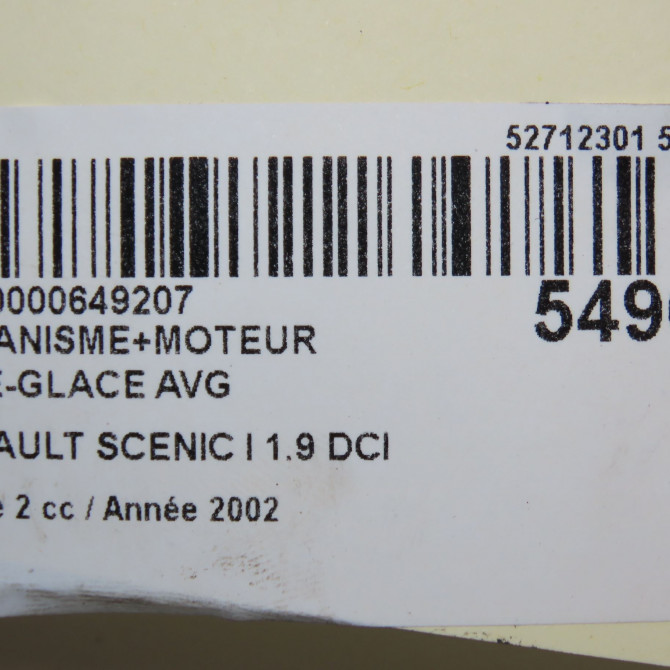 52712301 5
0000649207
549
ANISME+MOTEUR
E-GLACE AVG
AULT SCENIC I 1.9 DCI
e 2 cc / Année 2002